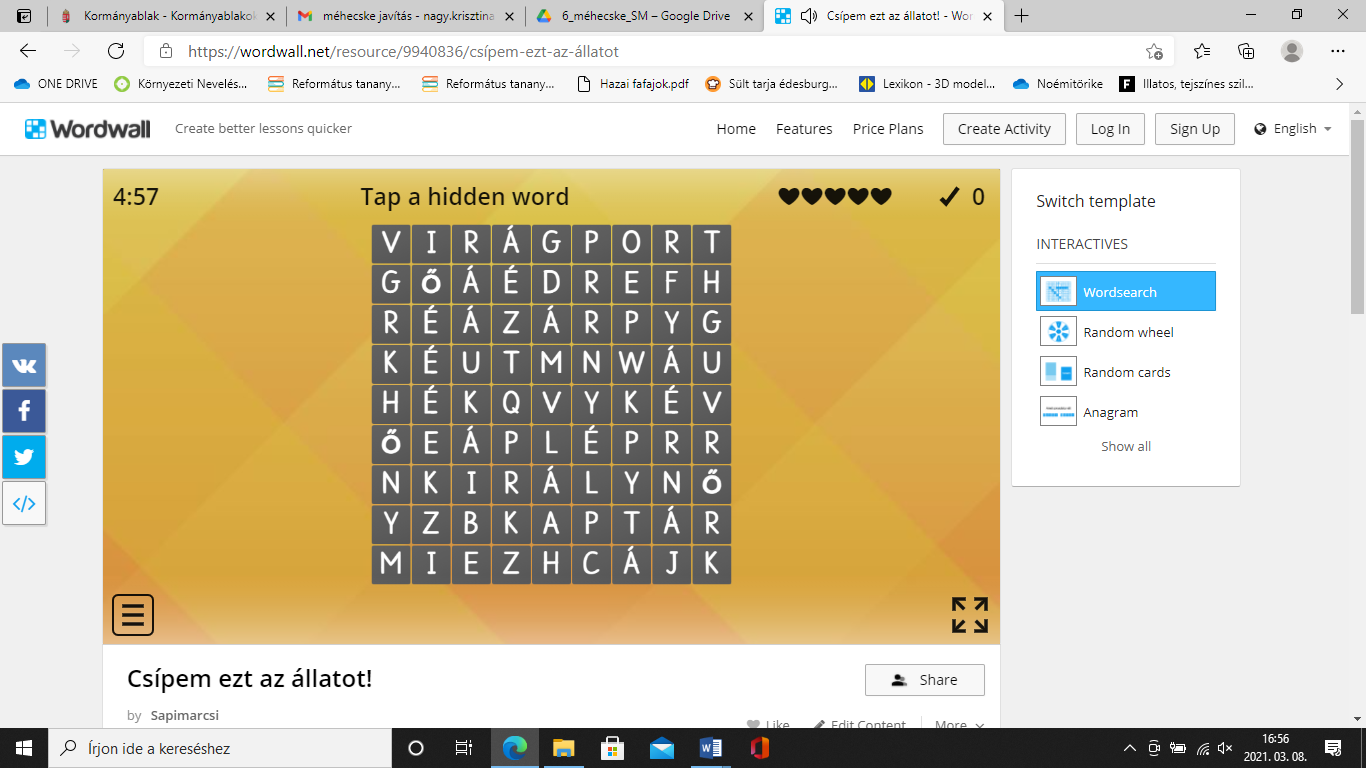 Kormányablak - Kormányablakok
méhecske javítás - nagy.krisztina
6_méhecske_SM – Google Drive
Csípem ezt az állatot! - Wor
https://wordwall.net/resource/9940836/csípem-ezt-az-állatot
ONE DRIVE
Környezeti Nevelés...
Református tanany...
Református tanany...
Hazai fafajok.pdf
Sült tarja édesburg...
Lexikon - 3D model...
Noémitörike
F Illatos, tejszínes szil...
Wordwall
Create better lessons quicker
Home
Features
Price Plans
Create Activity
Log In
Sign Up
English
4:57
Tap a hidden word
0
V I R Á G P O R T
G Ő Á É D R E F H
R É Á Z Á R P Y G
K É U T M N W Á U
H É K Q V Y K É V
Ő E Á P L É P R R
N K I R Á L Y N Ő
Y Z B K A P T Á R
M I E Z H C Á J K
Switch template
INTERACTIVES
Wordsearch
Random wheel
Random cards
Anagram
Show all
Csípem ezt az állatot!
Share
by Sapimarcsi
Like
Edit Content
More
Írjon ide a kereséshez
16:56
2021. 03. 08.